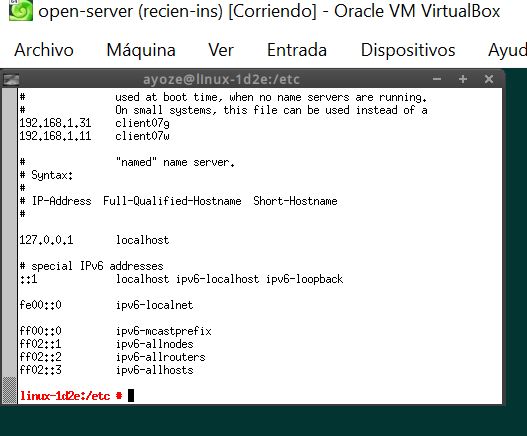 open-server (recien-ins) [Corriendo] - Oracle VM VirtualBox
Archivo Máquina Ver Entrada Dispositivos Ayud
ayoze@linux-1d2e:/etc
# used at boot time, when no name servers are running.
# On small systems, this file can be used instead of a
192.168.1.31 client07g
192.168.1.11 client07w
# "named" name server.
# Syntax:
#
# IP-Address Full-Qualified-Hostname Short-Hostname
#
127.0.0.1 localhost
# special IPv6 addresses
::1 localhost ipv6-localhost ipv6-loopback
fe00::0 ipv6-localnet
ff00::0 ipv6-mcastprefix
ff02::1 ipv6-allnodes
ff02::2 ipv6-allrouters
ff02::3 ipv6-allhosts
linux-1d2e:/etc #